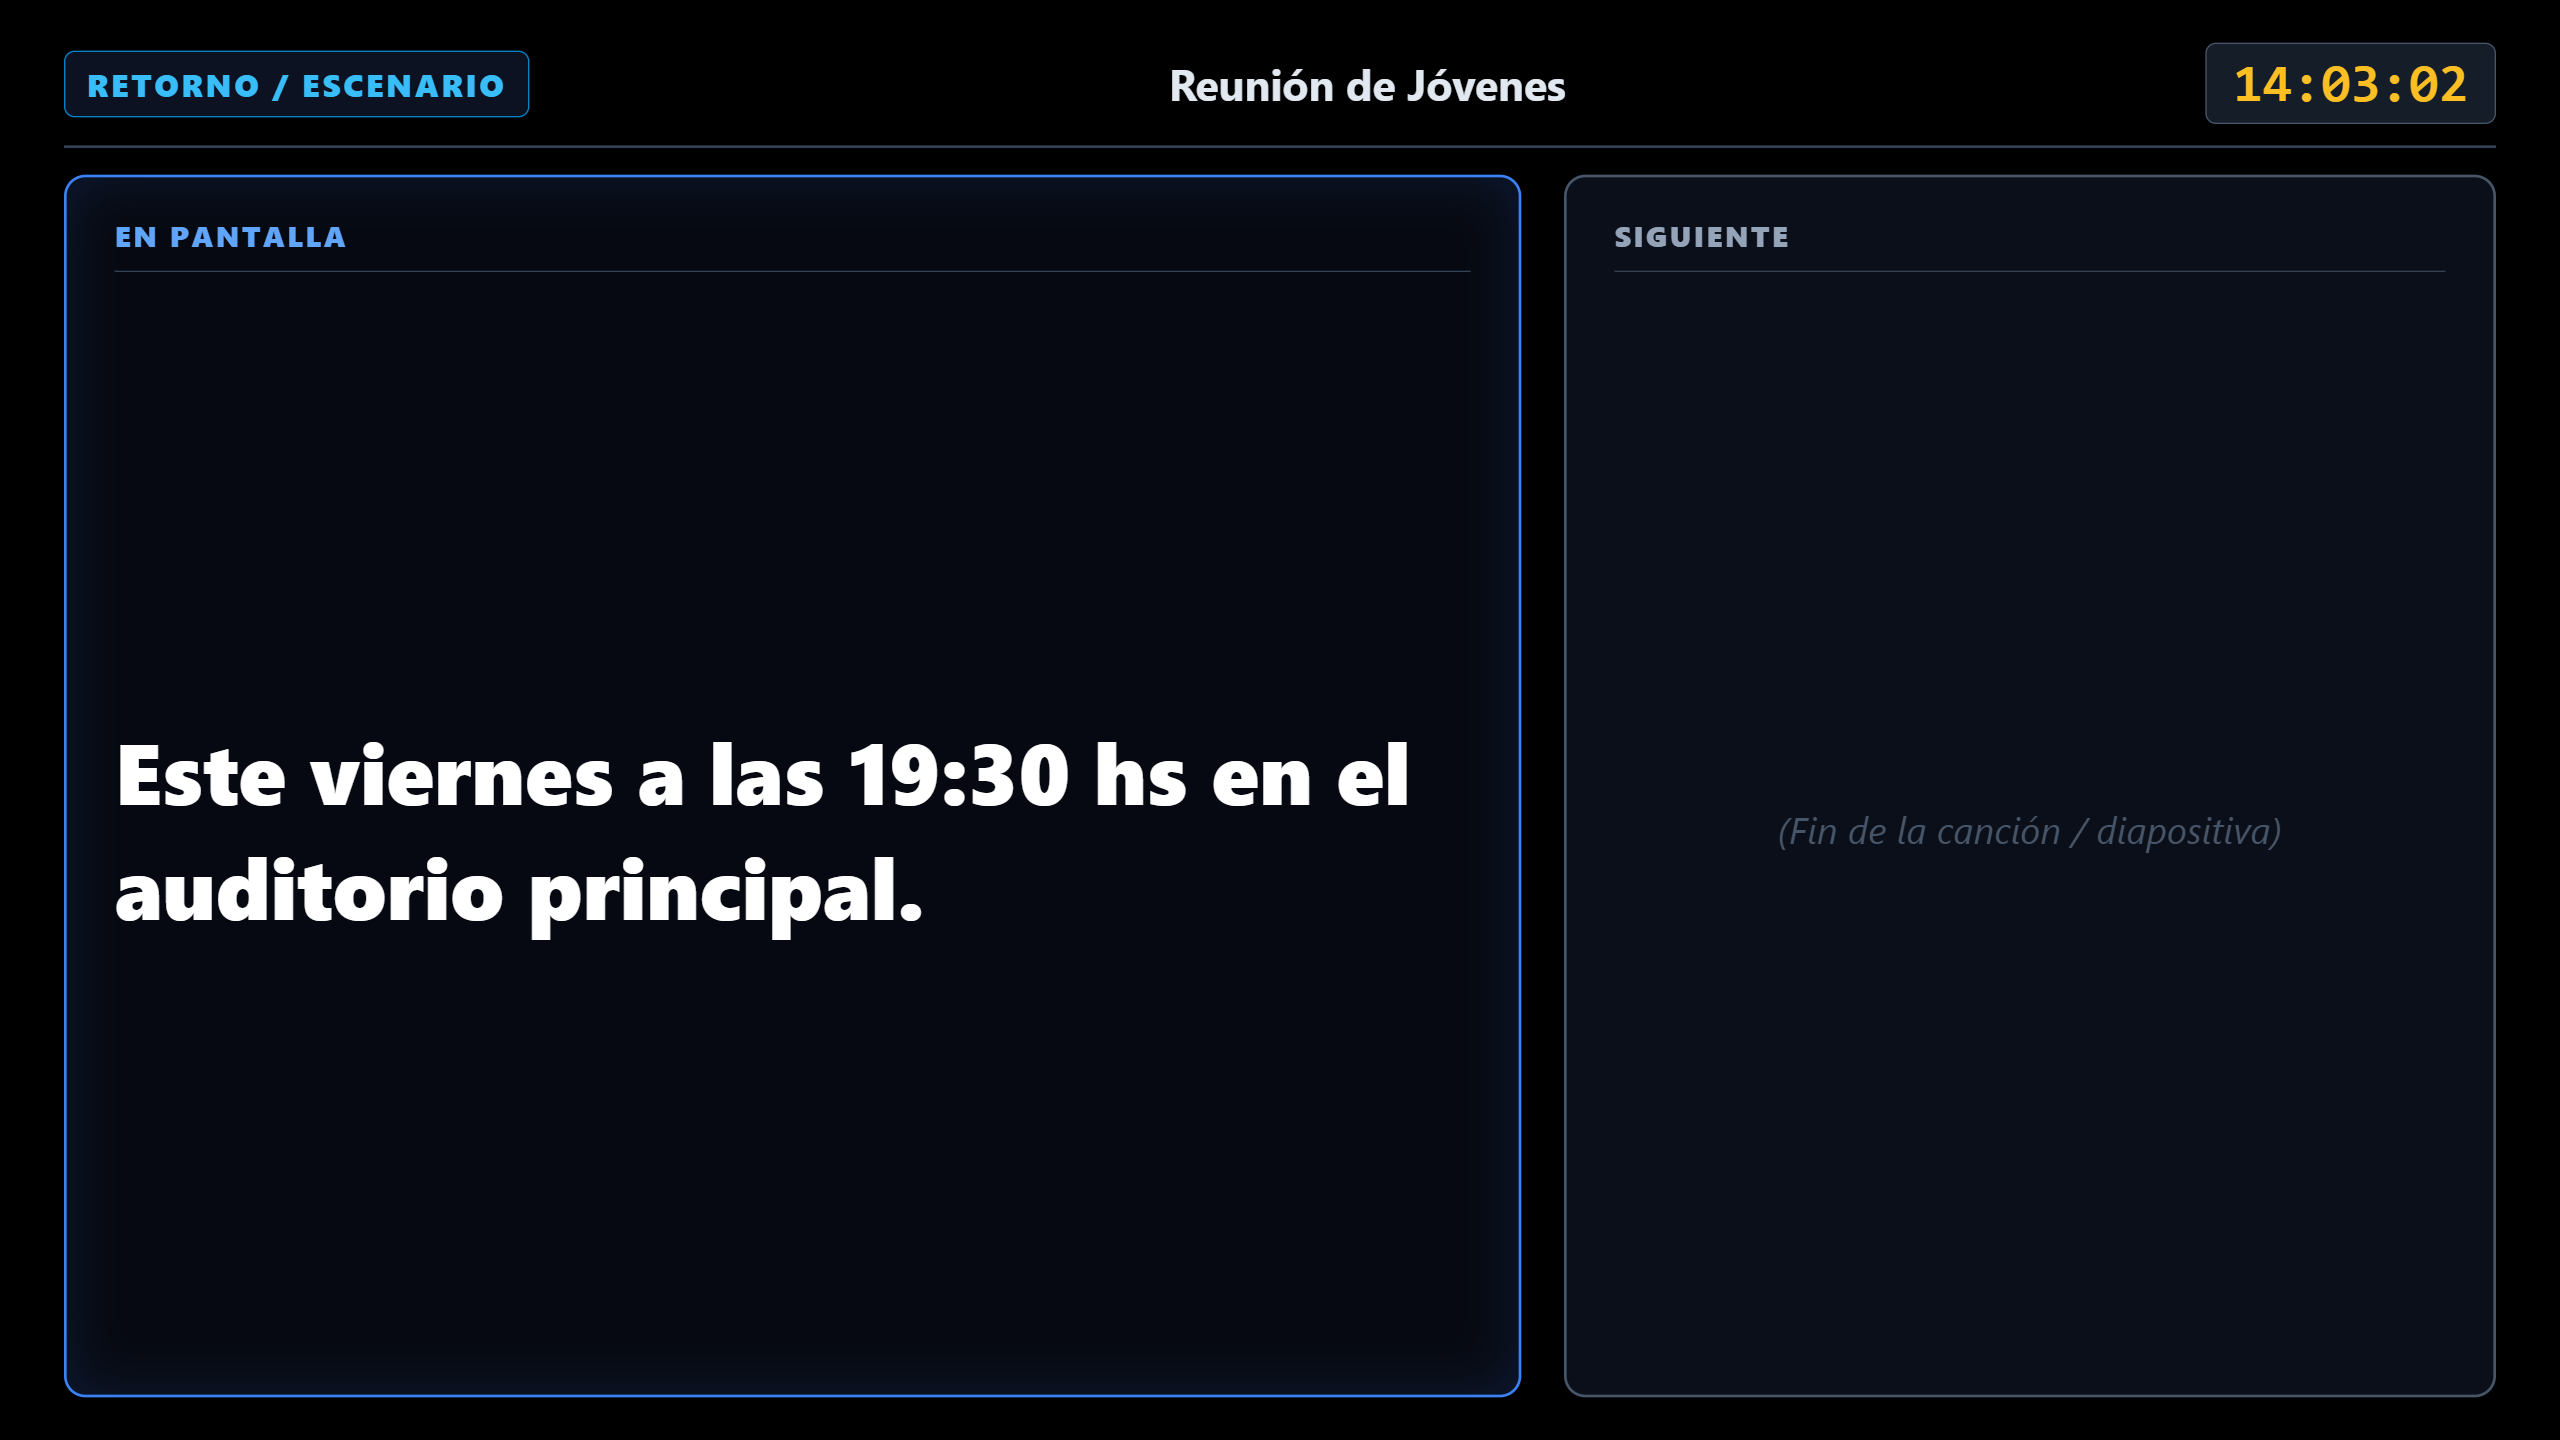 RETORNO / ESCENARIO
Reunión de Jóvenes
14:03:02
EN PANTALLA
Este viernes a las 19:30 hs en el
auditorio principal.
SIGUIENTE
(Fin de la canción / diapositiva)